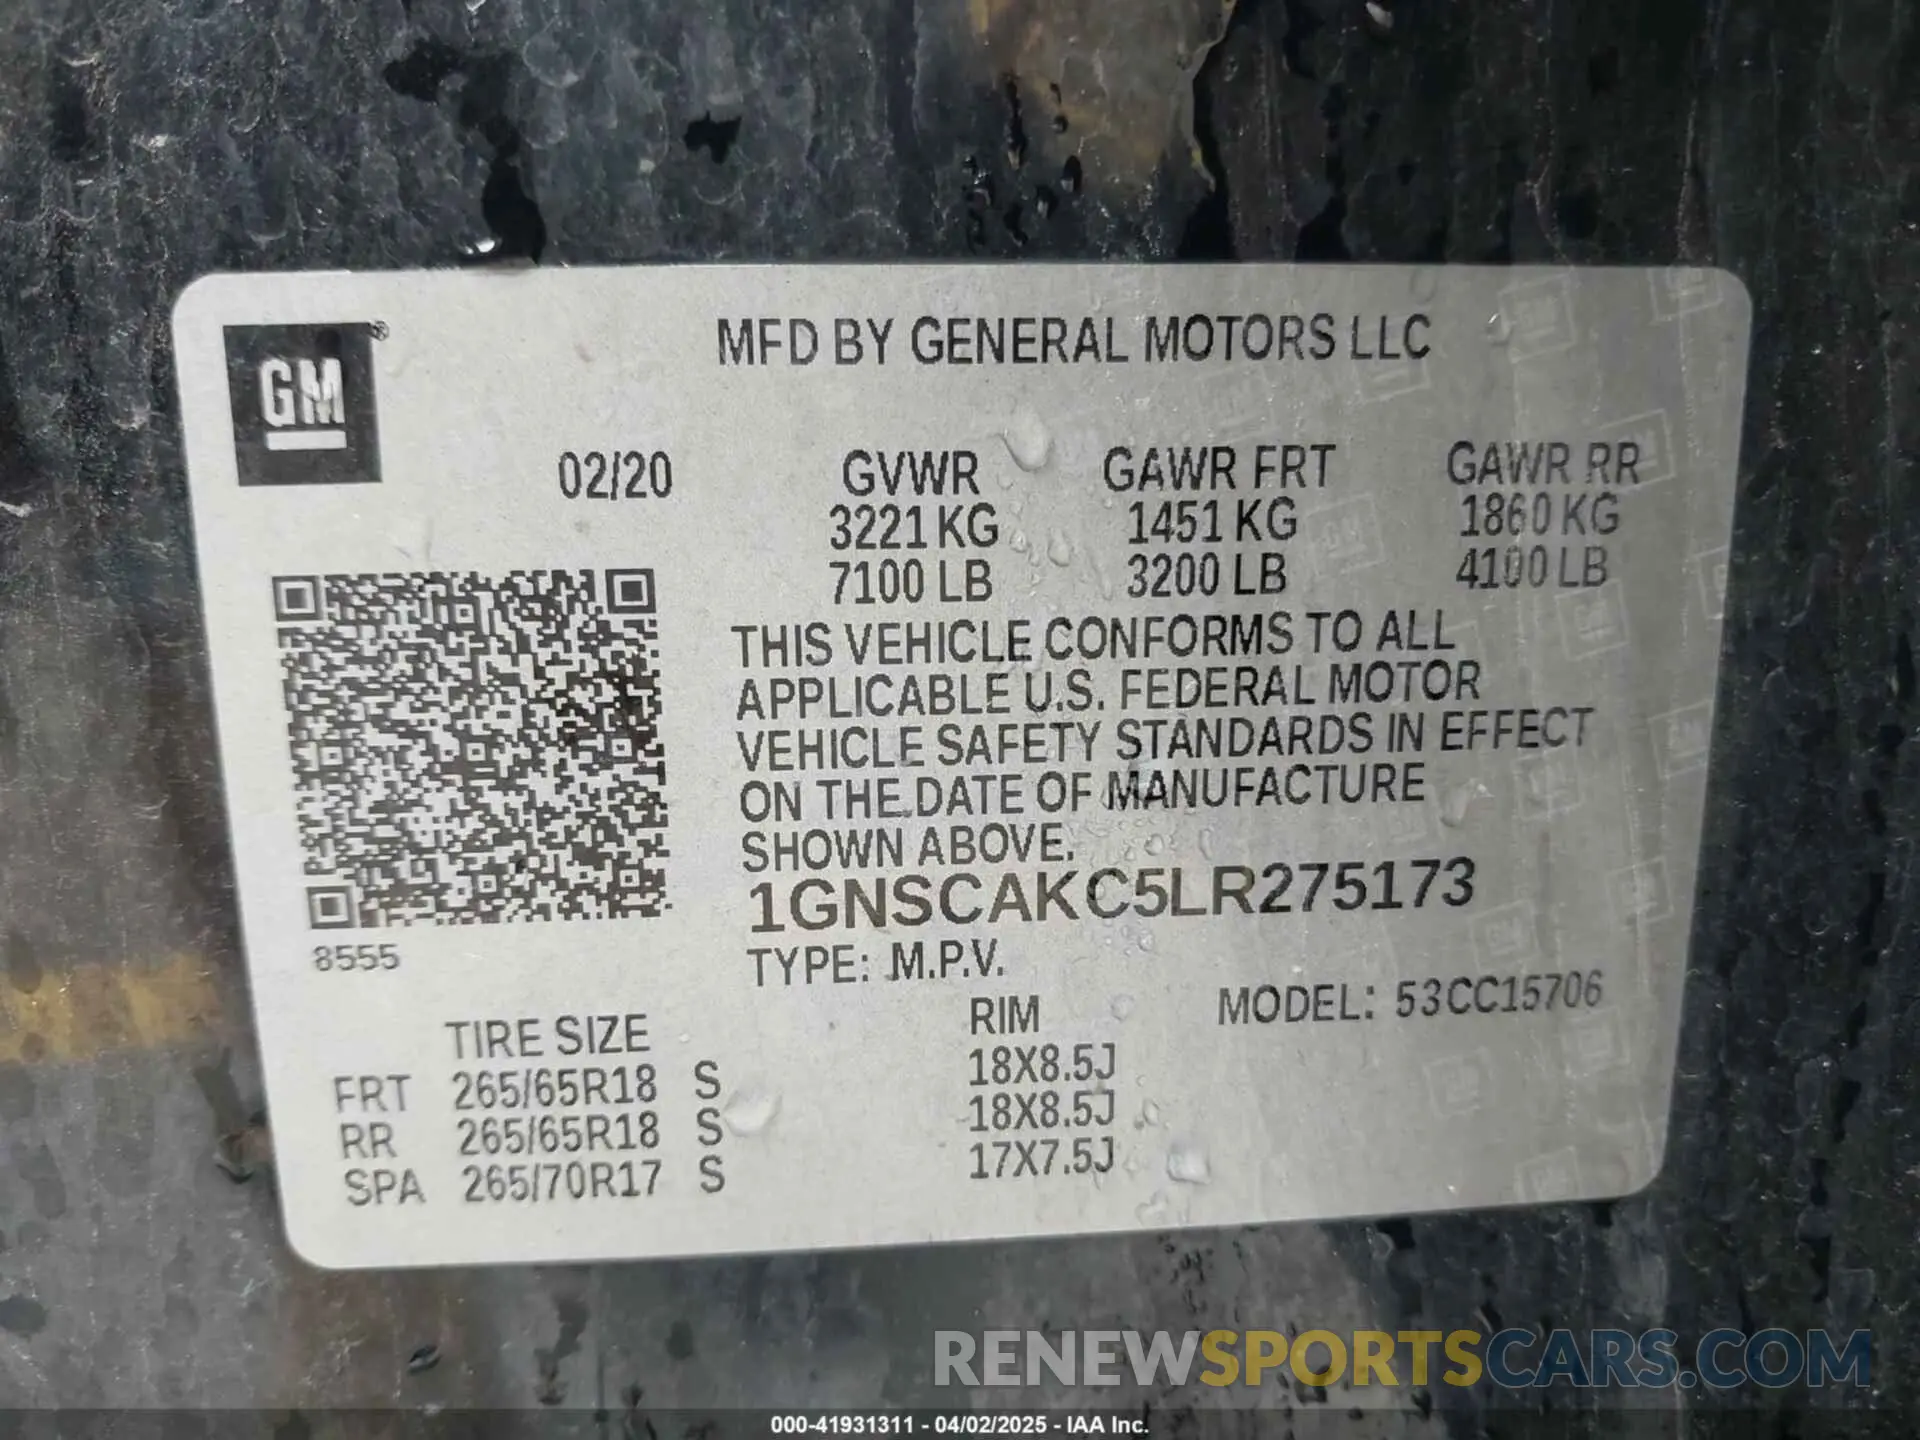 MFD BY GENERAL MOTORS LLC
GM®
02/20 GVWR GAWR FRT GAWR RR
3221 KG 1451 KG 1860 KG
7100 LB 3200 LB 4100 LB
THIS VEHICLE CONFORMS TO ALL
APPLICABLE U.S. FEDERAL MOTOR
VEHICLE SAFETY STANDARDS IN EFFECT
ON THE DATE OF MANUFACTURE
SHOWN ABOVE.
1GNSCAKC5LR275173
8555
TYPE: M.P.V.
MODEL: 53CC15706
TIRE SIZE RIM
FRT 265/65R18 S 18X8.5J
RR 265/65R18 S 18X8.5J
SPA 265/70R17 S 17X7.5J
RENEWSPORTSCARS.COM
000-41931311 - 04/02/2025 - IAA Inc.